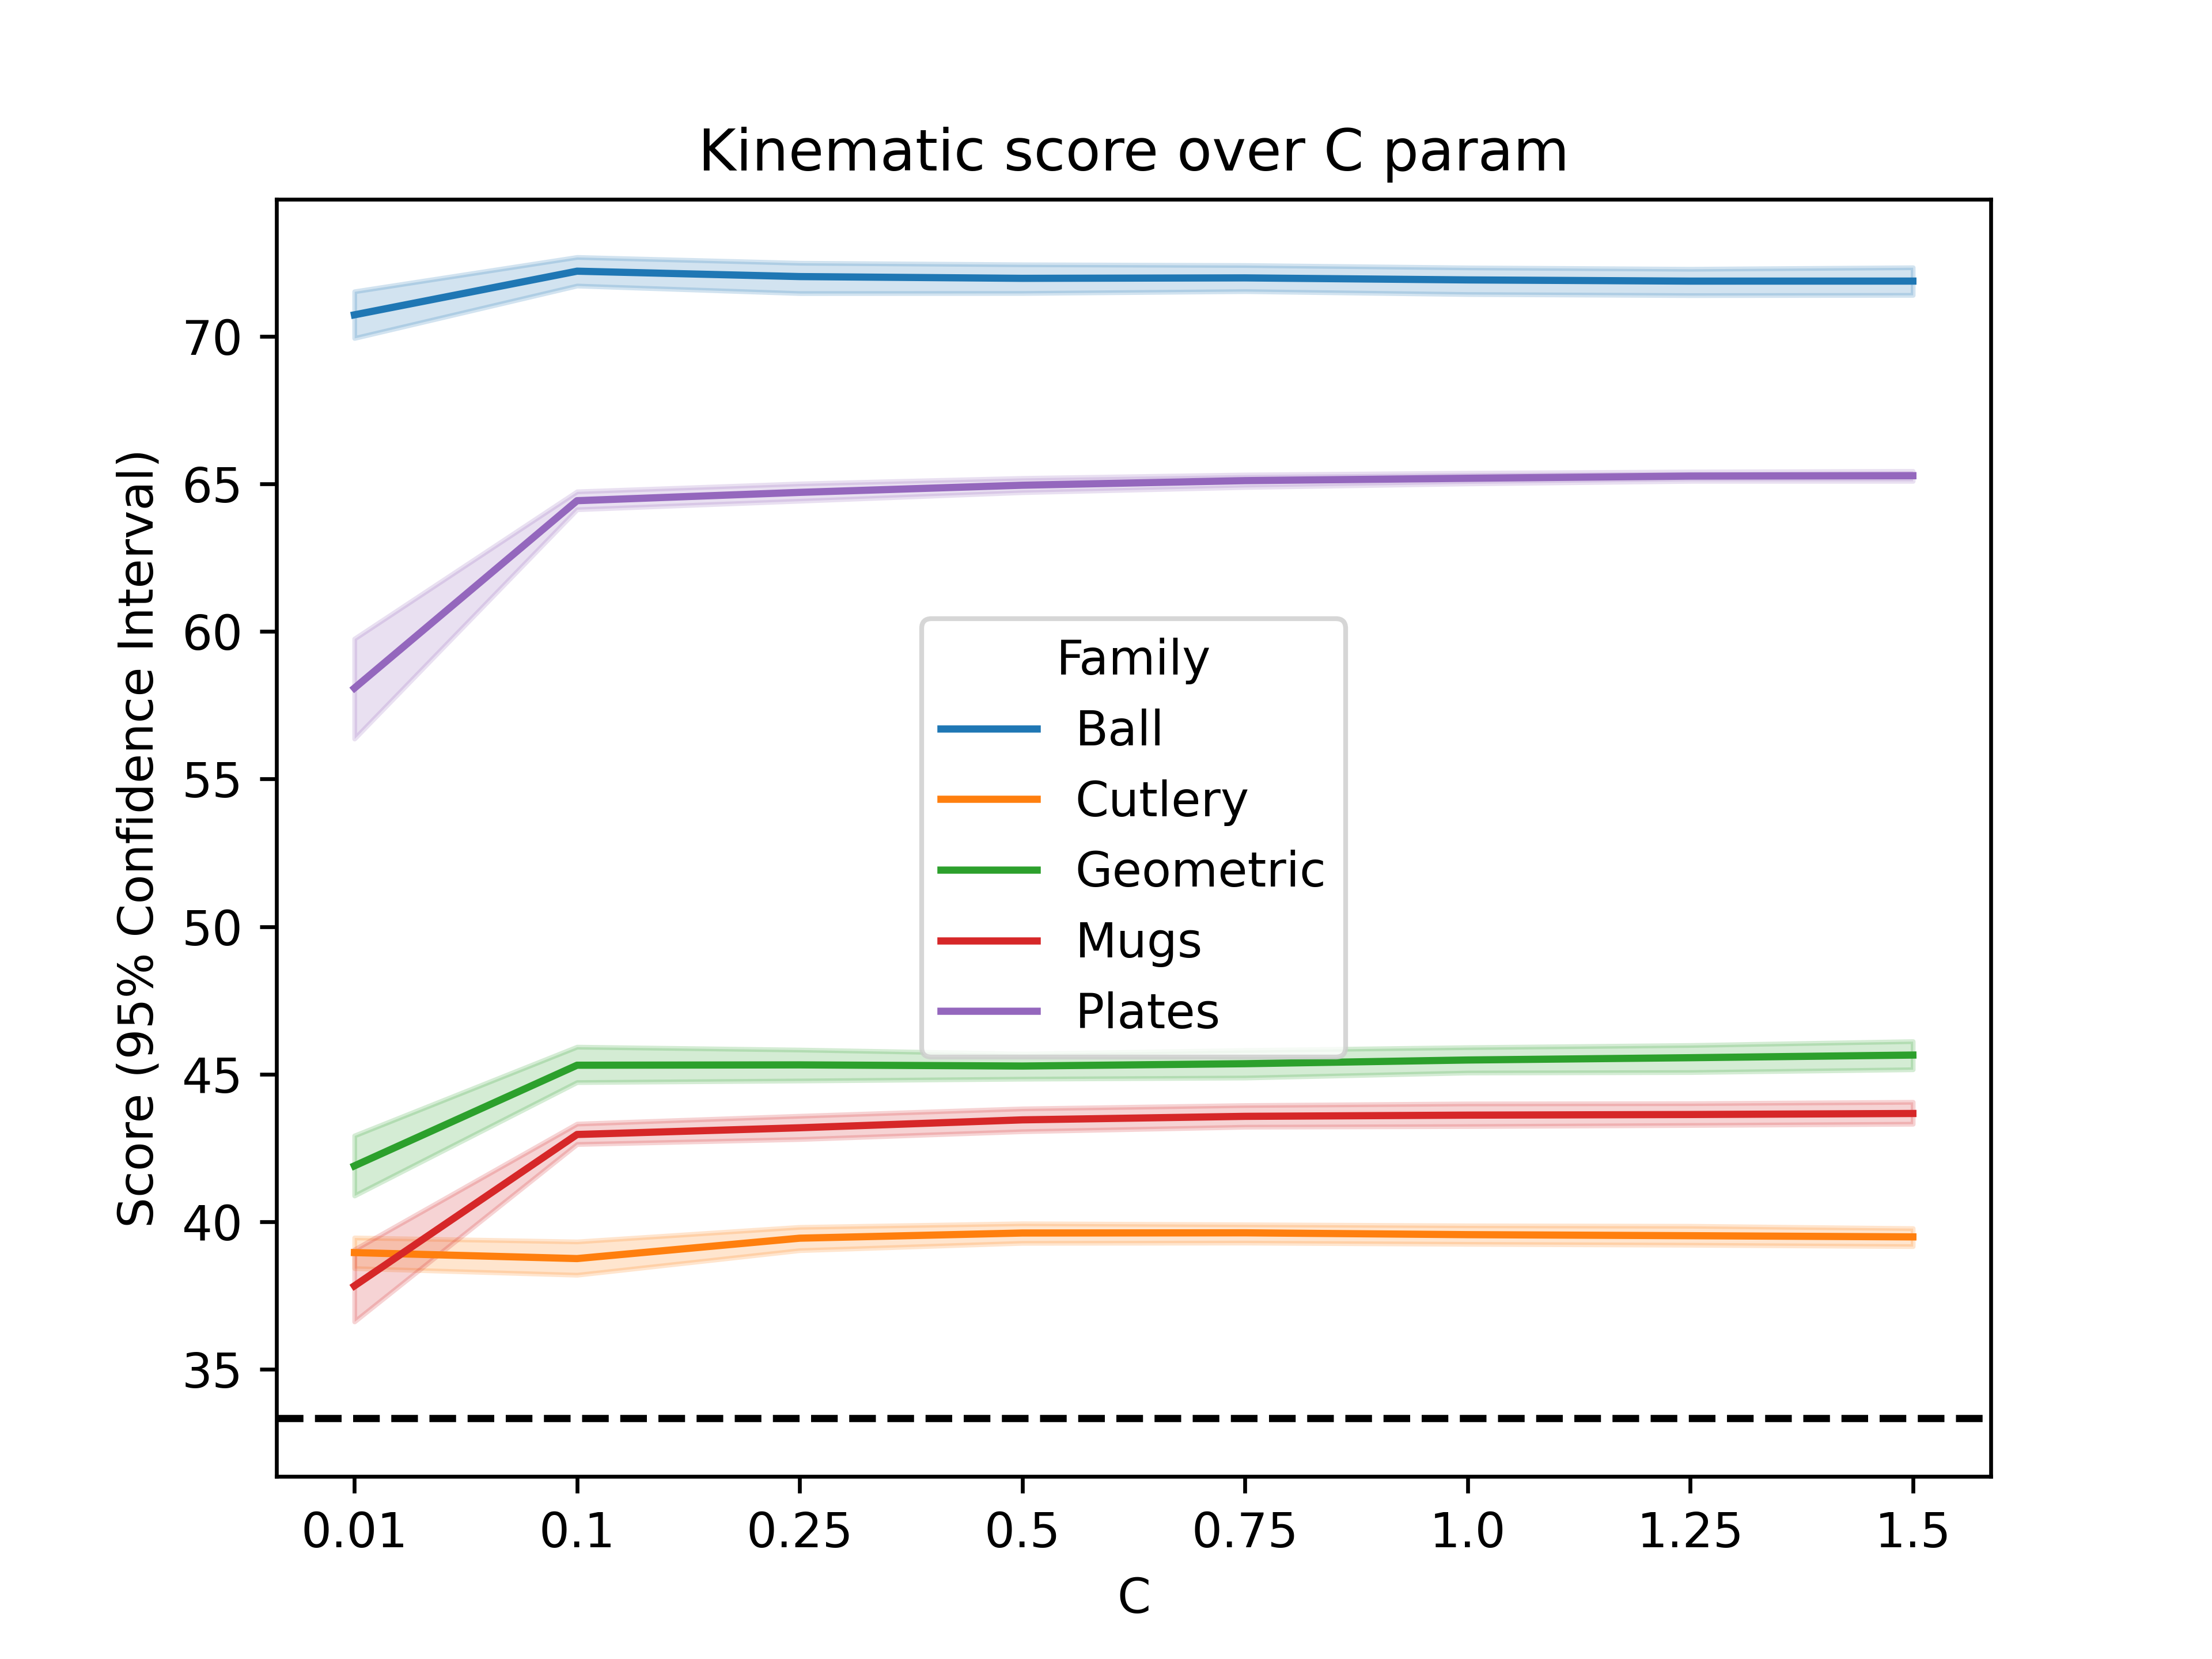 Kinematic score over C param
Score (95% Confidence Interval)
70
65
60
55
50
45
40
35
Family
Ball
Cutlery
Geometric
Mugs
Plates
0.01 0.1 0.25 0.5 0.75 1.0 1.25 1.5
C